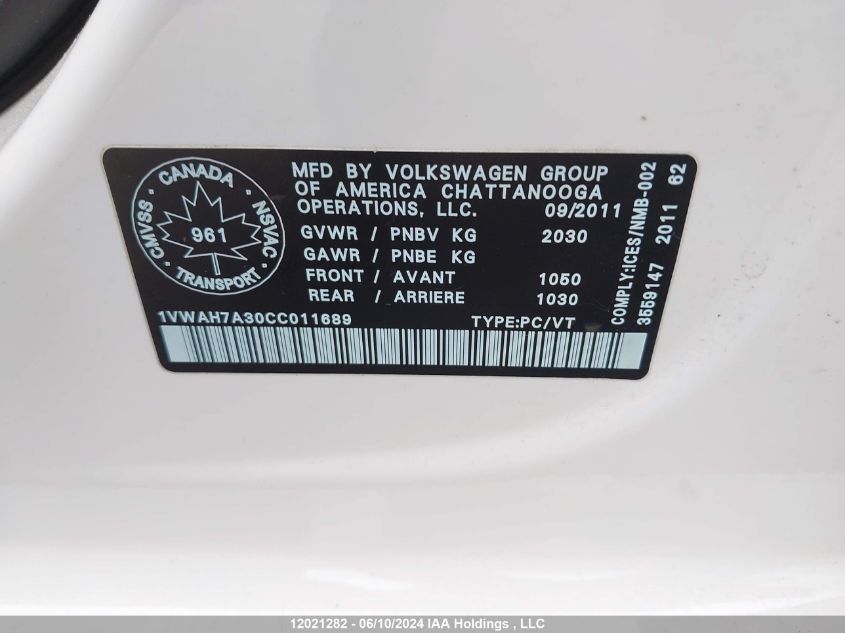 CANADA
CMVSS
NSVAC
961
TRANSPORT
MFD BY VOLKSWAGEN GROUP
OF AMERICA CHATTANOOGA
OPERATIONS, LLC. 09/2011
GVWR / PNBV KG 2030
GAWR / PNBE KG
FRONT / AVANT 1050
REAR / ARRIERE 1030
1VWAH7A30CC011689 TYPE:PC/VT
COMPLY:ICES/NMB-002
3559147 2011 62
12021282 - 06/10/2024 IAA Holdings , LLC